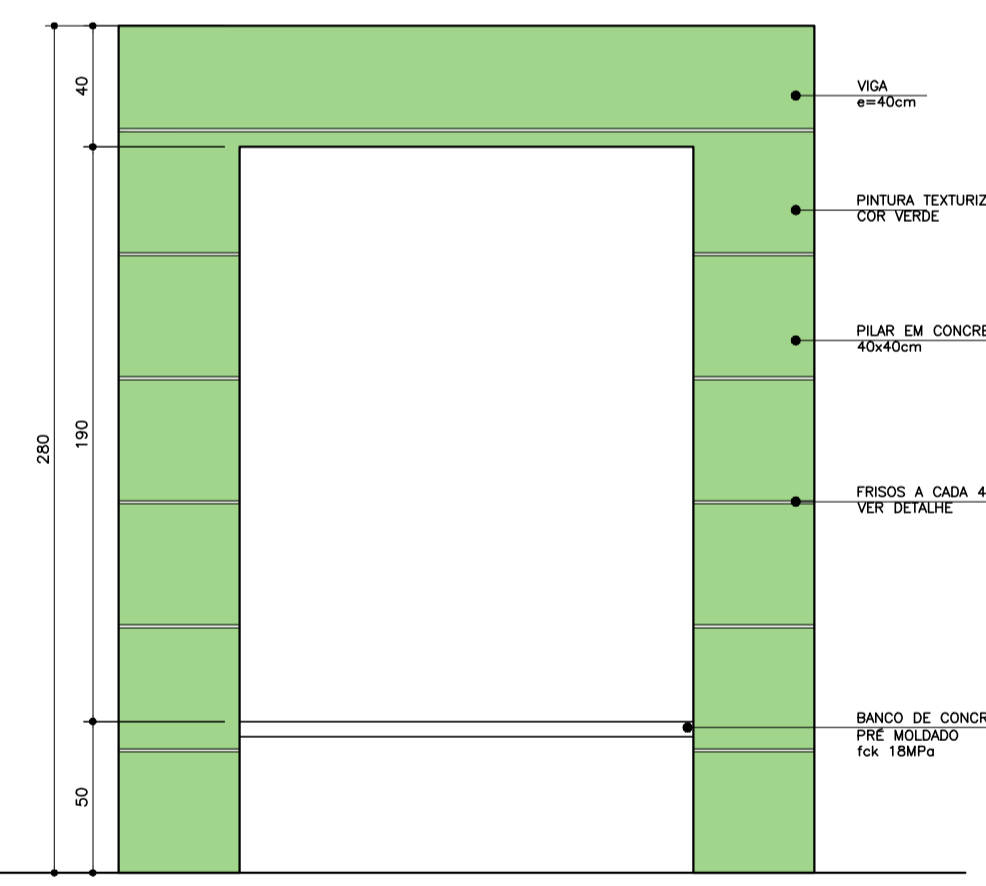 40
VIGA
e=40cm
PINTURA TEXTURIZ
COR VERDE
PILAR EM CONCRE
40x40cm
190
280
FRISOS A CADA 4
VER DETALHE
BANCO DE CONCR
PRÉ MOLDADO
fck 18MPa
50